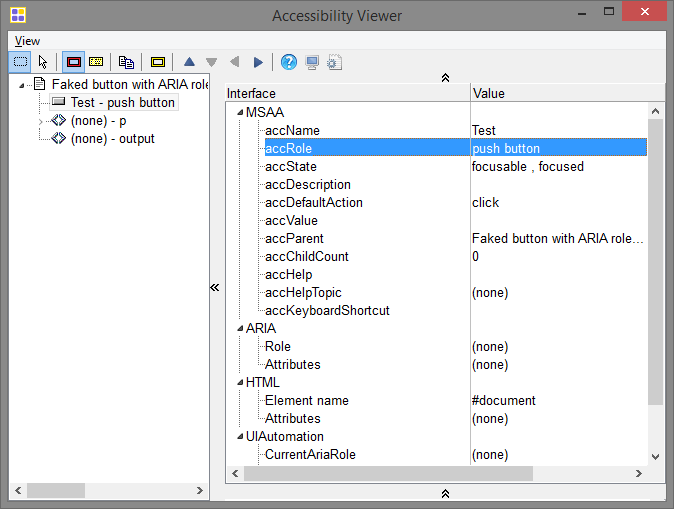 Accessibility Viewer
View
Faked button with ARIA role
Test - push button
(none) - p
(none) - output
Interface Value
MSAA
accName Test
accRole push button
accState focusable , focused
accDescription
accDefaultAction click
accValue
accParent Faked button with ARIA role...
accChildCount 0
accHelp
accHelpTopic (none)
accKeyboardShortcut
ARIA
Role (none)
Attributes (none)
HTML
Element name #document
Attributes (none)
UIAutomation
CurrentAriaRole (none)